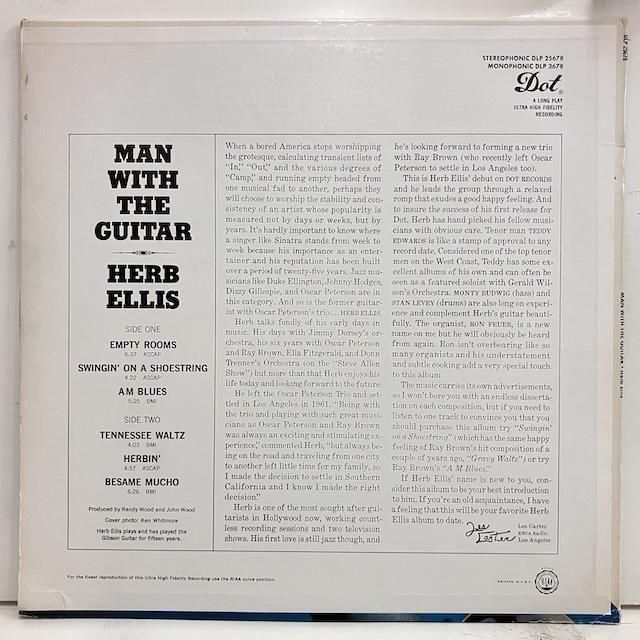 STEREOPHONIC DLP 25678
MONOPHONIC DLP 3678
Dot
A LONG PLAY
ULTRA HIGH FIDELITY
RECORDING
MAN
WITH
THE
GUITAR
HERB
ELLIS
SIDE ONE
EMPTY ROOMS
6:37 ASCAP
SWINGIN' ON A SHOESTRING
4:22 ASCAP
AM BLUES
5:25 BMI
SIDE TWO
TENNESSEE WALTZ
4:03 BMI
HERBIN'
4:57 ASCAP
BESAME MUCHO
6:26 BMI
Produced by Randy Wood and John Wood
Cover photo: Ken Whitmore
Herb Ellis plays and has played the
Gibson Guitar for fifteen years.
When a bored America stops worshipping
the grotesque, calculating transient lists of
"In," "Out," and the various degrees of
"Camp," and running empty headed from
one musical fad to another, perhaps they
will choose to worship the stability and con-
sistency of an artist whose popularity is
measured not by days or weeks, but by
years. It's hardly important to know where
a singer like Sinatra stands from week to
week because his importance as an enter-
tainer and his reputation has been built
over a period of twenty-five years. Jazz mu-
sicians like Duke Ellington, Johnny Hodges,
Dizzy Gillespie, and Oscar Peterson are in
this category. And so is the former guitar-
ist with Oscar Peterson's trio... HERB ELLIS.
Herb talks fondly of his early days in
music. His days with Jimmy Dorsey's or-
chestra, his six years with Oscar Peterson
and Ray Brown, Ella Fitzgerald, and Donn
Trenner's Orchestra (on the "Steve Allen
Show") but more than that Herb enjoys his
life today and looking forward to the future.
He left the Oscar Peterson Trio and set-
tled in Los Angeles in 1961. "Being with
the trio and playing with such great musi-
cians as Oscar Peterson and Ray Brown
was always an exciting and stimulating ex-
perience," commented Herb, "but always be-
ing on the road and traveling from one city
to another left little time for my family, so
I made the decision to settle in Southern
California and I know I made the right
decision."
Herb is one of the most sought after gui-
tarists in Hollywood now, working count-
less recording sessions and two television
shows. His first love is still jazz though, and
he's looking forward to forming a new trio
with Ray Brown (who recently left Oscar
Peterson to settle in Los Angeles too).
This is Herb Ellis' debut on DOT RECORDS
and he leads the group through a relaxed
romp that exudes a good happy feeling. And
to insure the success of his first release for
Dot, Herb has hand picked his fellow musi-
cians with obvious care. Tenor man TEDDY
EDWARDS is like a stamp of approval to any
record date. Considered one of the top tenor
men on the West Coast, Teddy has some ex-
cellent albums of his own and can often be
seen as a featured soloist with Gerald Wil-
son's Orchestra. MONTY BUDWIG (bass) and
STAN LEVEY (drums) are also long on experi-
ence and complement Herb's guitar beauti-
fully. The organist, RON FEUER, is a new
name on me but he will obviously be heard
from again. Ron isn't overbearing like so
many organists and his understatement
and subtle cooking add a very special touch
to this album.
The music carries its own advertisements,
so I won't bore you with an endless disserta-
tion on each composition, but if you need to
listen to one track to convince you that you
should purchase this album try "Swingin'
on a Shoestring" (which has the same happy
feeling of Ray Brown's hit composition of a
couple of years ago, "Gravy Waltz") or try
Ray Brown's "A M Blues."
If Herb Ellis' name is new to you, con-
sider this album to be your best introduction
to him. If you're an old acquaintance, I have
a feeling that this will be your favorite Herb
Ellis album to date.
Les Carter
Les Carter
KBCA Radio
Los Angeles
For the finest reproduction of this Ultra High Fidelity Recording use the RIAA curve position.
PRINTED IN U.S.A.
RIAA
MAN WITH THE GUITAR • HERB ELLIS
DLP 25678